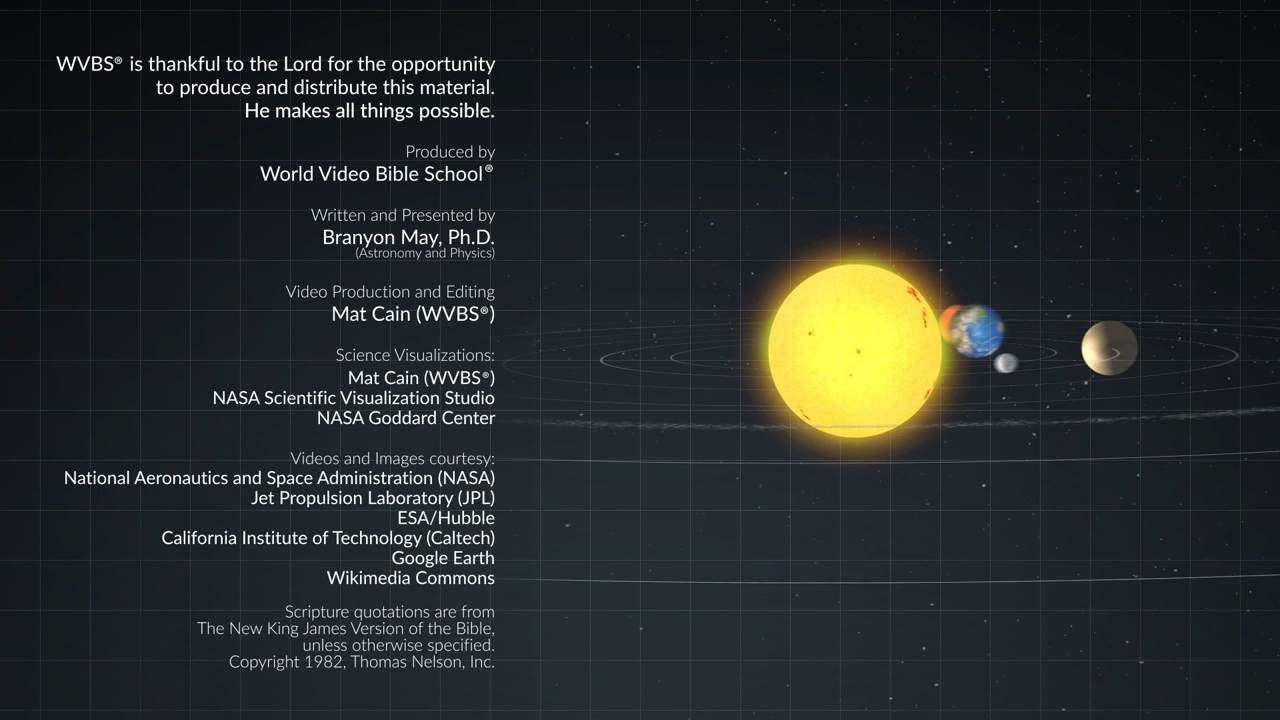 WVBS® is thankful to the Lord for the opportunity
to produce and distribute this material.
He makes all things possible.
Produced by
World Video Bible School®
Written and Presented by
Branyon May, Ph.D.
(Astronomy and Physics)
Video Production and Editing
Mat Cain (WVBS®)
Science Visualizations:
Mat Cain (WVBS®)
NASA Scientific Visualization Studio
NASA Goddard Center
Videos and Images courtesy:
National Aeronautics and Space Administration (NASA)
Jet Propulsion Laboratory (JPL)
ESA/Hubble
California Institute of Technology (Caltech)
Google Earth
Wikimedia Commons
Scripture quotations are from
The New King James Version of the Bible,
unless otherwise specified.
Copyright 1982, Thomas Nelson, Inc.